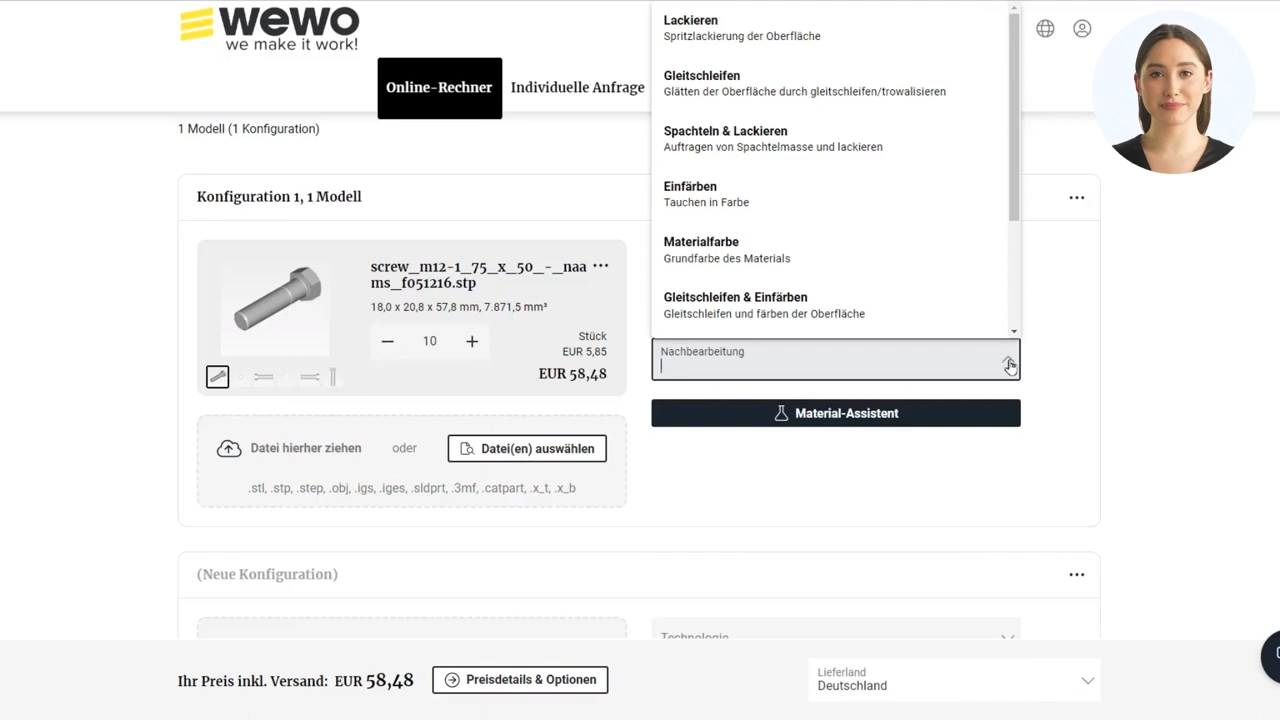 wewo
we make it work!
Online-Rechner
Individuelle Anfrage
1 Modell (1 Konfiguration)
Konfiguration 1, 1 Modell
screw_m12-1_75_x_50_-_naa
ms_f051216.stp
18,0 x 20,8 x 57,8 mm, 7.871,5 mm³
10
Stück
EUR 5,85
EUR 58,48
Datei hierher ziehen oder Datei(en) auswählen
.stl, .stp, .step, .obj, .igs, .iges, .sldprt, .3mf, .catpart, .x_t, .x_b
Lackieren
Spritzlackierung der Oberfläche
Gleitschleifen
Glätten der Oberfläche durch gleitschleifen/trowalisieren
Spachteln & Lackieren
Auftragen von Spachtelmasse und lackieren
Einfärben
Tauchen in Farbe
Materialfarbe
Grundfarbe des Materials
Gleitschleifen & Einfärben
Gleitschleifen und färben der Oberfläche
Nachbearbeitung
Material-Assistent
(Neue Konfiguration)
Technologie
Ihr Preis inkl. Versand: EUR 58,48
Preisdetails & Optionen
Lieferland
Deutschland